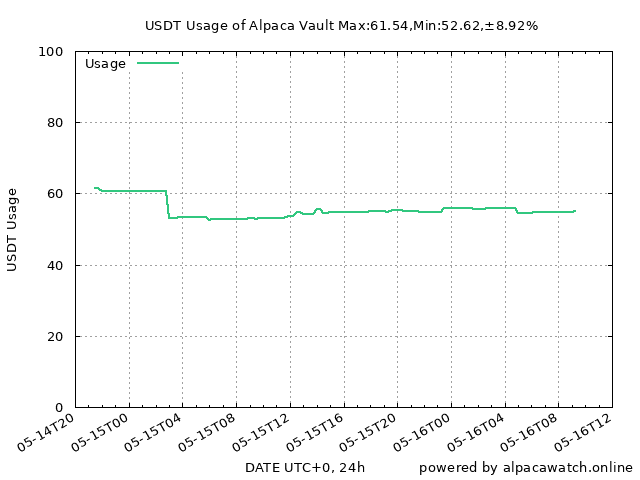 USDT Usage of Alpaca Vault Max:61.54,Min:52.62,±8.92%
100
Usage
80
60
USDT Usage
40
20
0
05-14T20 05-15T00 05-15T04 05-15T08 05-15T12 05-15T16 05-15T20 05-16T00 05-16T04 05-16T08 05-16T12
DATE UTC+0, 24h powered by alpacawatch.online